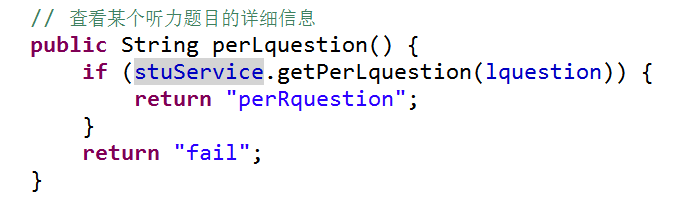 // 查看某个听力题目的详细信息
public String perLquestion() {
if (stuService.getPerLquestion(lquestion)) {
return "perRquestion";
}
return "fail";
}